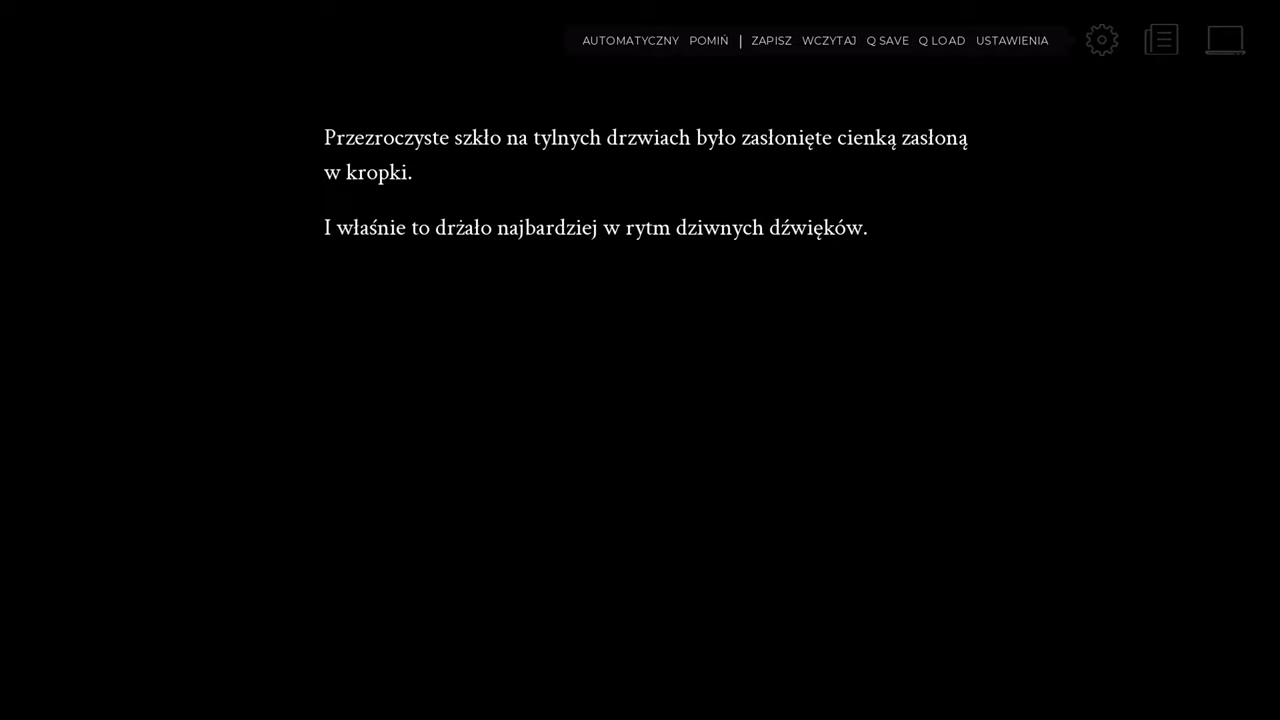 AUTOMATYCZNY POMIŃ | ZAPISZ WCZYTAJ Q SAVE Q LOAD USTAWIENIA
Przezroczyste szkło na tylnych drzwiach było zasłonięte cienką zasłoną
w kropki.
I właśnie to drżało najbardziej w rytm dziwnych dźwięków.